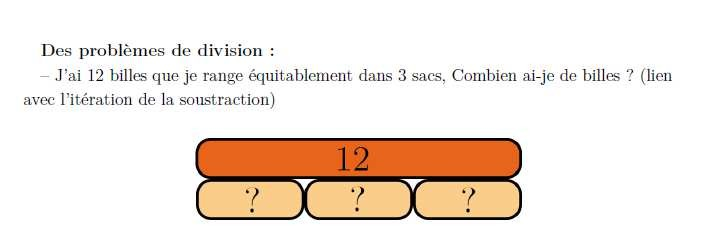 Des problèmes de division :
– J'ai 12 billes que je range équitablement dans 3 sacs, Combien ai-je de billes ? (lien
avec l'itération de la soustraction)
12
? ? ?